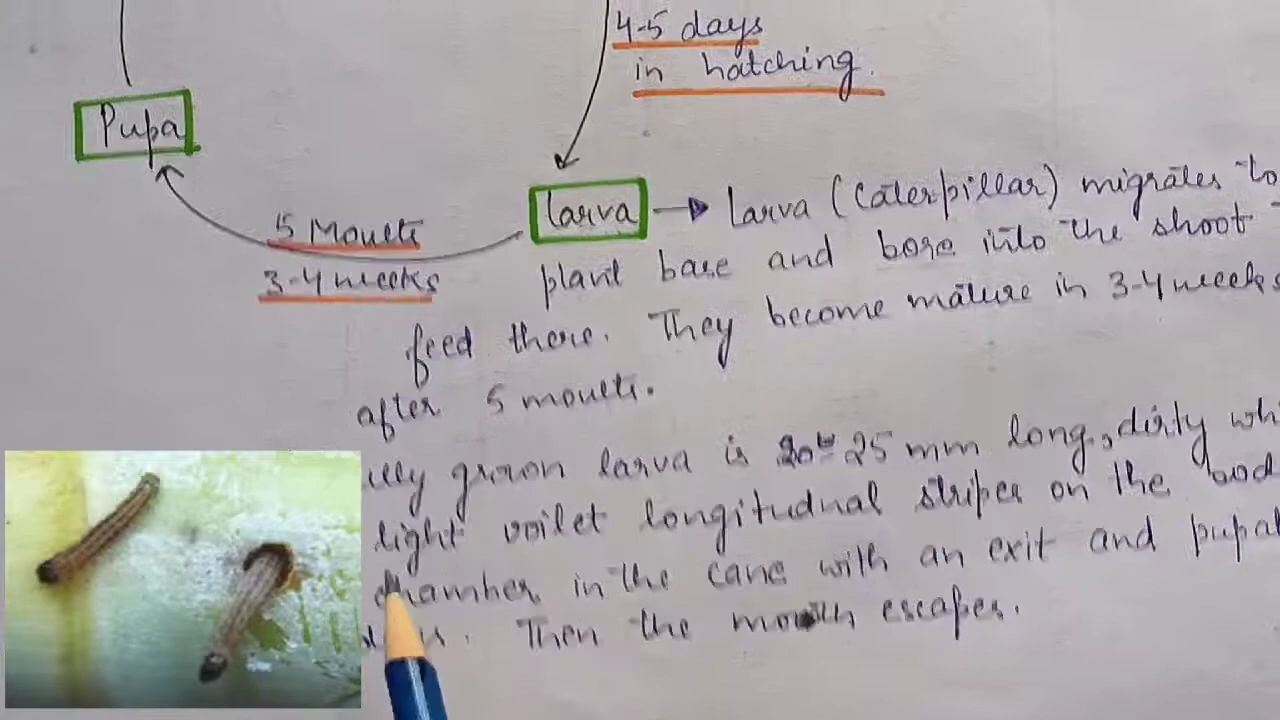 4-5 days
in hatching.
Pupa
larva → Larva (Caterpillar) migrates to
5 Moults
3-4 weeks
plant base and bore into the shoot
feed there. They become mature in 3-4 weeks
after 5 moults.
grown larva is 25 mm long, dirty
light voilet longitudnal stripes on the
chamber in the cane with an exit and
Then the moth escapes.